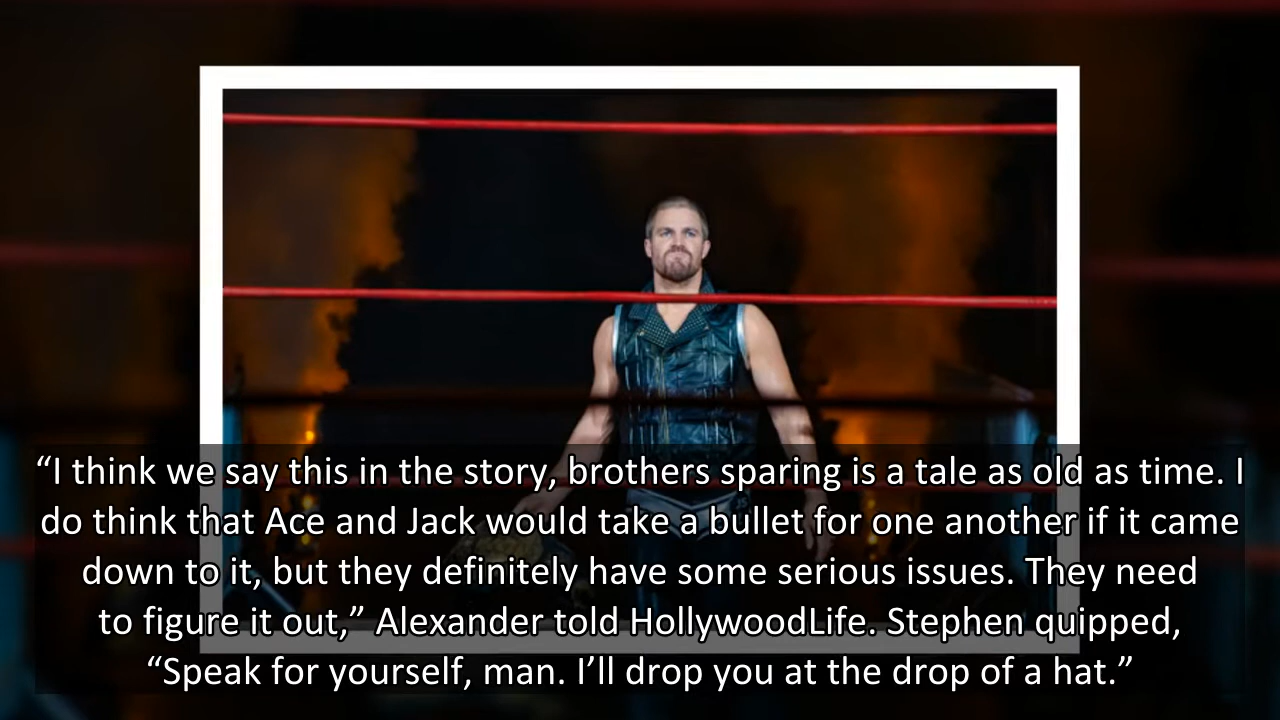 “I think we say this in the story, brothers sparing is a tale as old as time. I
do think that Ace and Jack would take a bullet for one another if it came
down to it, but they definitely have some serious issues. They need
to figure it out,” Alexander told HollywoodLife. Stephen quipped,
“Speak for yourself, man. I’ll drop you at the drop of a hat.”